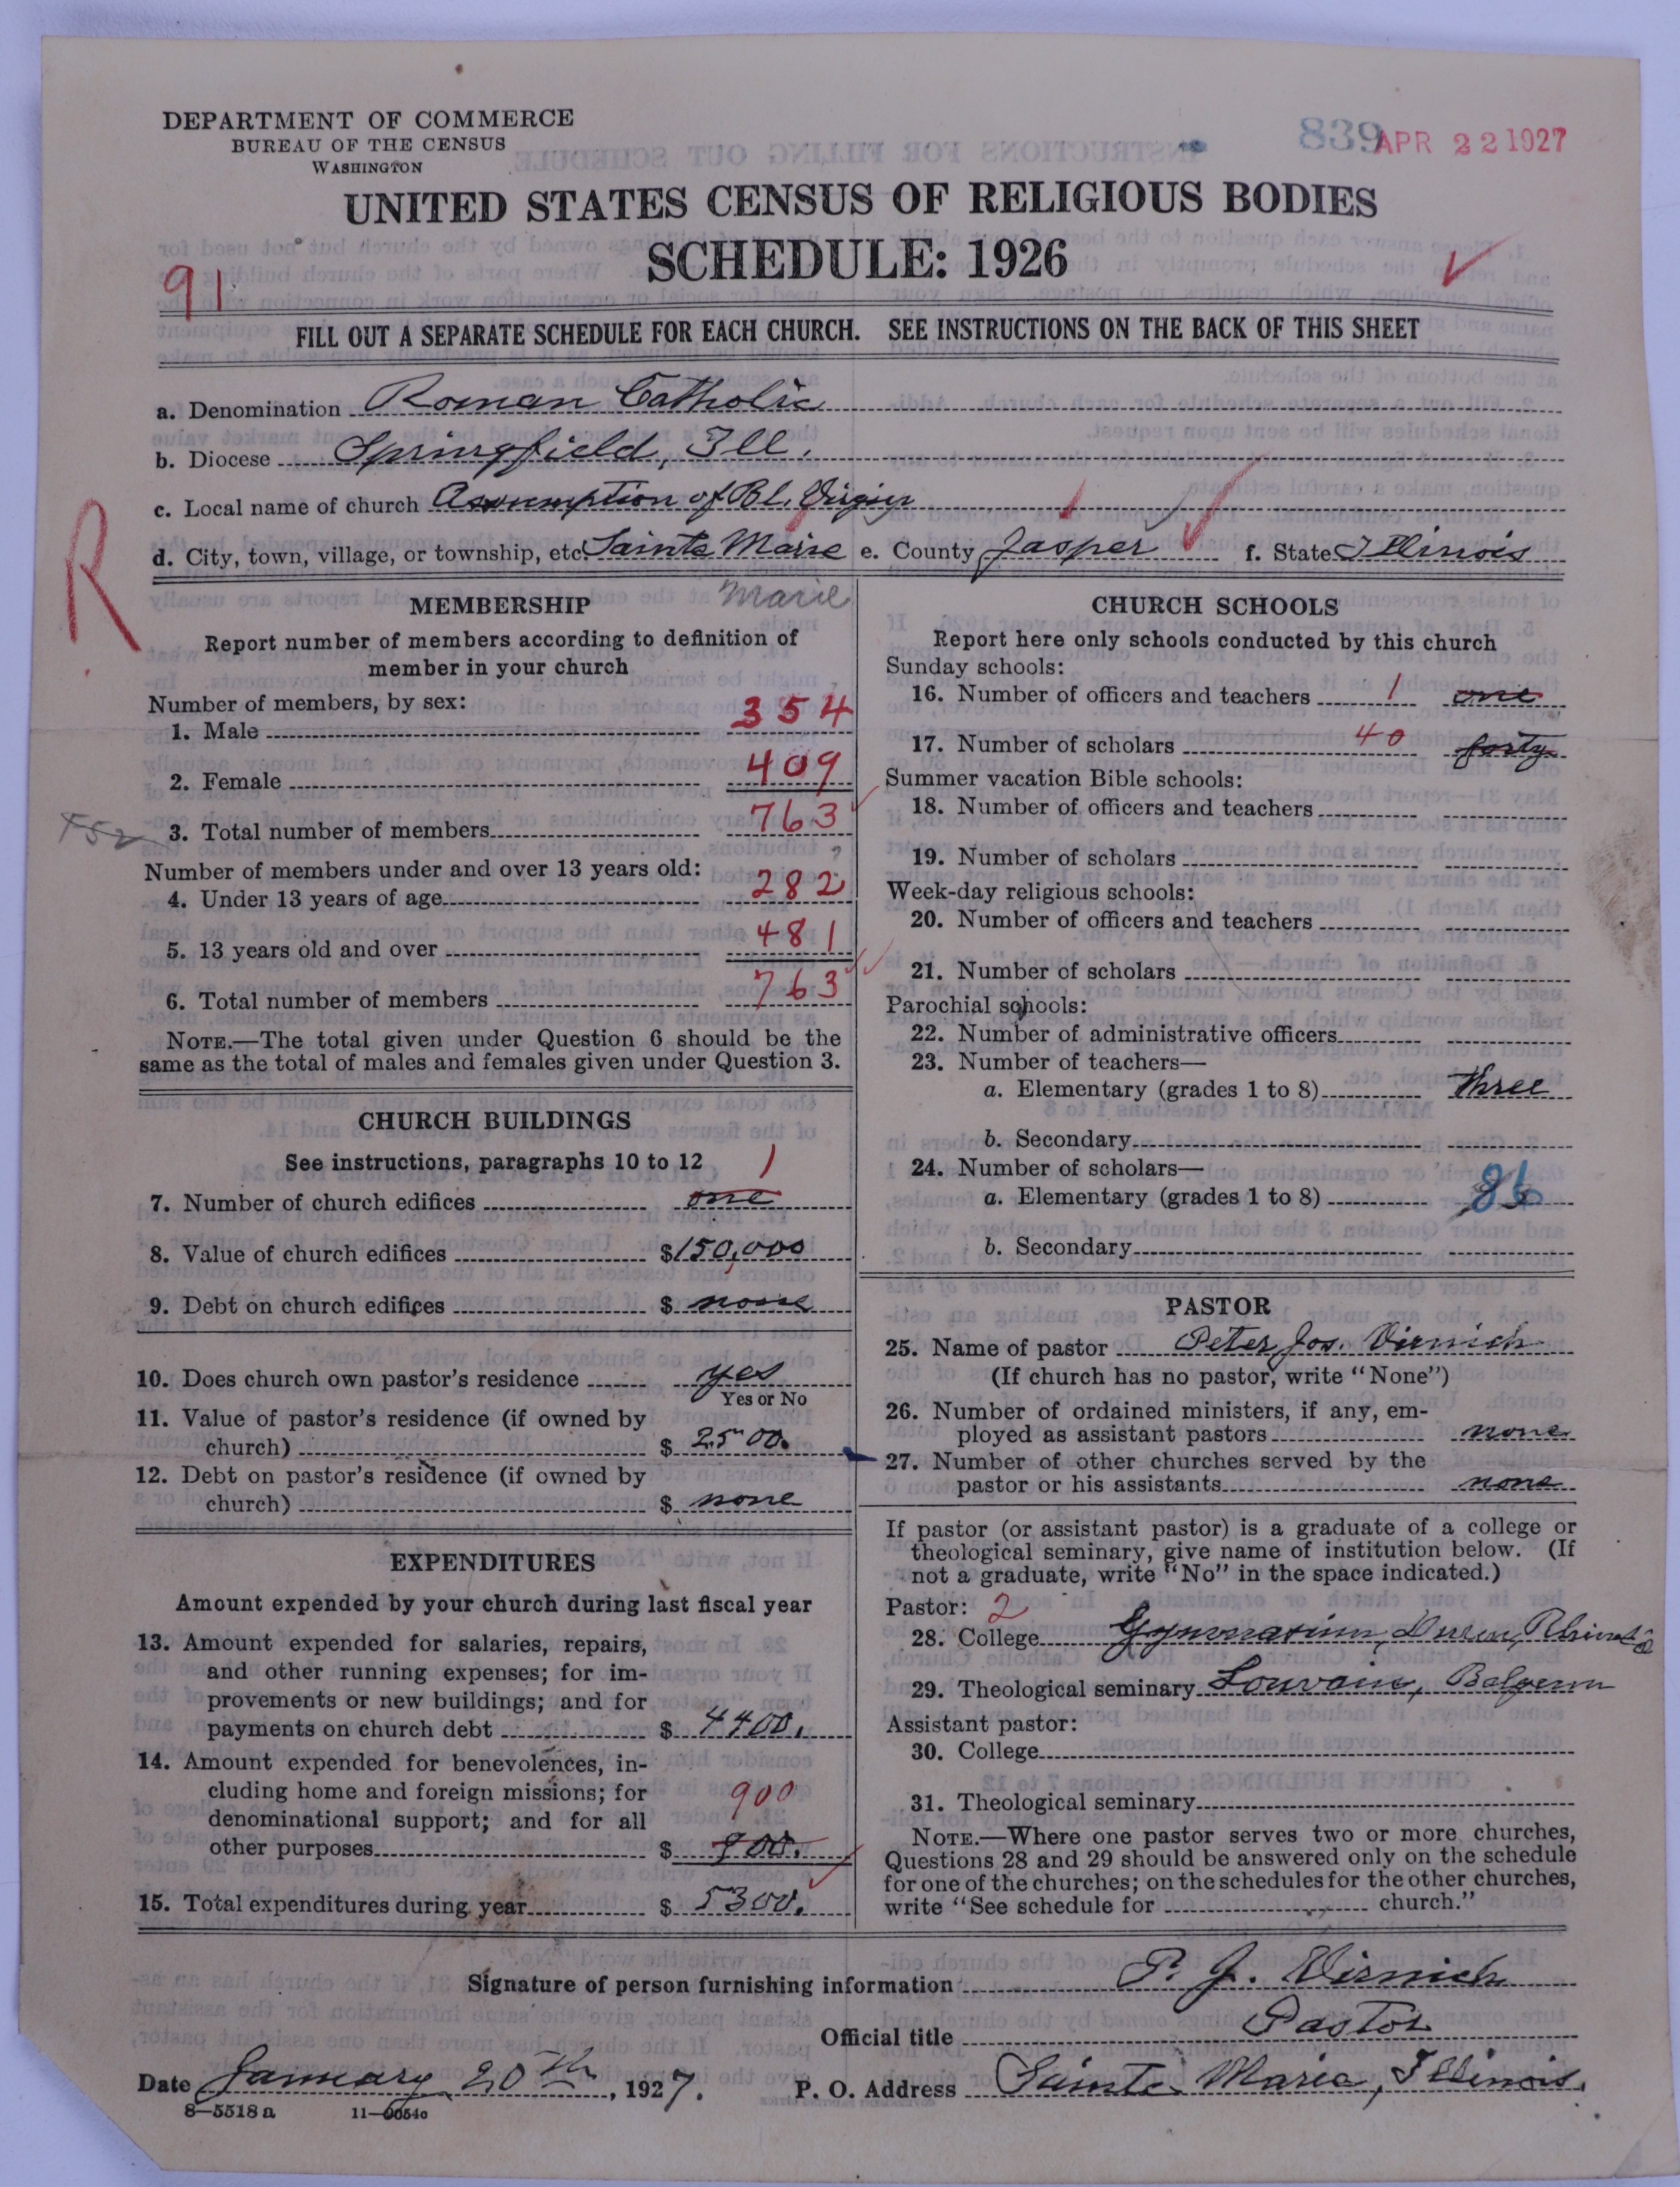 DEPARTMENT OF COMMERCE
BUREAU OF THE CENSUS
WASHINGTON
839 APR 22 1927
UNITED STATES CENSUS OF RELIGIOUS BODIES
SCHEDULE: 1926
91
FILL OUT A SEPARATE SCHEDULE FOR EACH CHURCH. SEE INSTRUCTIONS ON THE BACK OF THIS SHEET
a. Denomination Roman Catholic
b. Diocese Springfield, Ill.
c. Local name of church Assumption of Bl. Virgin
d. City, town, village, or township, etc. Sainte Marie e. County Jasper f. State Illinois
R
Marie
MEMBERSHIP
Report number of members according to definition of
member in your church
Number of members, by sex:
1. Male 354
2. Female 409
3. Total number of members 763
Number of members under and over 13 years old:
4. Under 13 years of age 282
5. 13 years old and over 481
6. Total number of members 763
NOTE.—The total given under Question 6 should be the
same as the total of males and females given under Question 3.
CHURCH BUILDINGS
See instructions, paragraphs 10 to 12
1
7. Number of church edifices one
8. Value of church edifices $150,000
9. Debt on church edifices $ none
10. Does church own pastor's residence yes
Yes or No
11. Value of pastor's residence (if owned by
church) $ 2500.
12. Debt on pastor's residence (if owned by
church) $ none
EXPENDITURES
Amount expended by your church during last fiscal year
13. Amount expended for salaries, repairs,
and other running expenses; for im-
provements or new buildings; and for
payments on church debt $ 4400.
14. Amount expended for benevolences, in-
cluding home and foreign missions; for
900
denominational support; and for all
other purposes $ 900.
15. Total expenditures during year $ 5300.
CHURCH SCHOOLS
Report here only schools conducted by this church
Sunday schools:
16. Number of officers and teachers 1 one
17. Number of scholars 40 forty
Summer vacation Bible schools:
18. Number of officers and teachers
19. Number of scholars
Week-day religious schools:
20. Number of officers and teachers
21. Number of scholars
Parochial schools:
22. Number of administrative officers
23. Number of teachers—
a. Elementary (grades 1 to 8) three
b. Secondary
24. Number of scholars—
a. Elementary (grades 1 to 8) 86
b. Secondary
PASTOR
25. Name of pastor Peter Jos. Virnich
(If church has no pastor, write "None")
26. Number of ordained ministers, if any, em-
ployed as assistant pastors none
27. Number of other churches served by the
pastor or his assistants none
If pastor (or assistant pastor) is a graduate of a college or
theological seminary, give name of institution below. (If
not a graduate, write "No" in the space indicated.)
Pastor: 2
28. College Gymnasium, Dueren,
29. Theological seminary Louvain, Belgium
Assistant pastor:
30. College
31. Theological seminary
NOTE.—Where one pastor serves two or more churches,
Questions 28 and 29 should be answered only on the schedule
for one of the churches; on the schedules for the other churches,
write "See schedule for church."
Signature of person furnishing information P. J. Virnich
Official title Pastor
Date January 20th, 1927. P. O. Address Sainte Marie, Illinois.
8—5518a 11—9054c